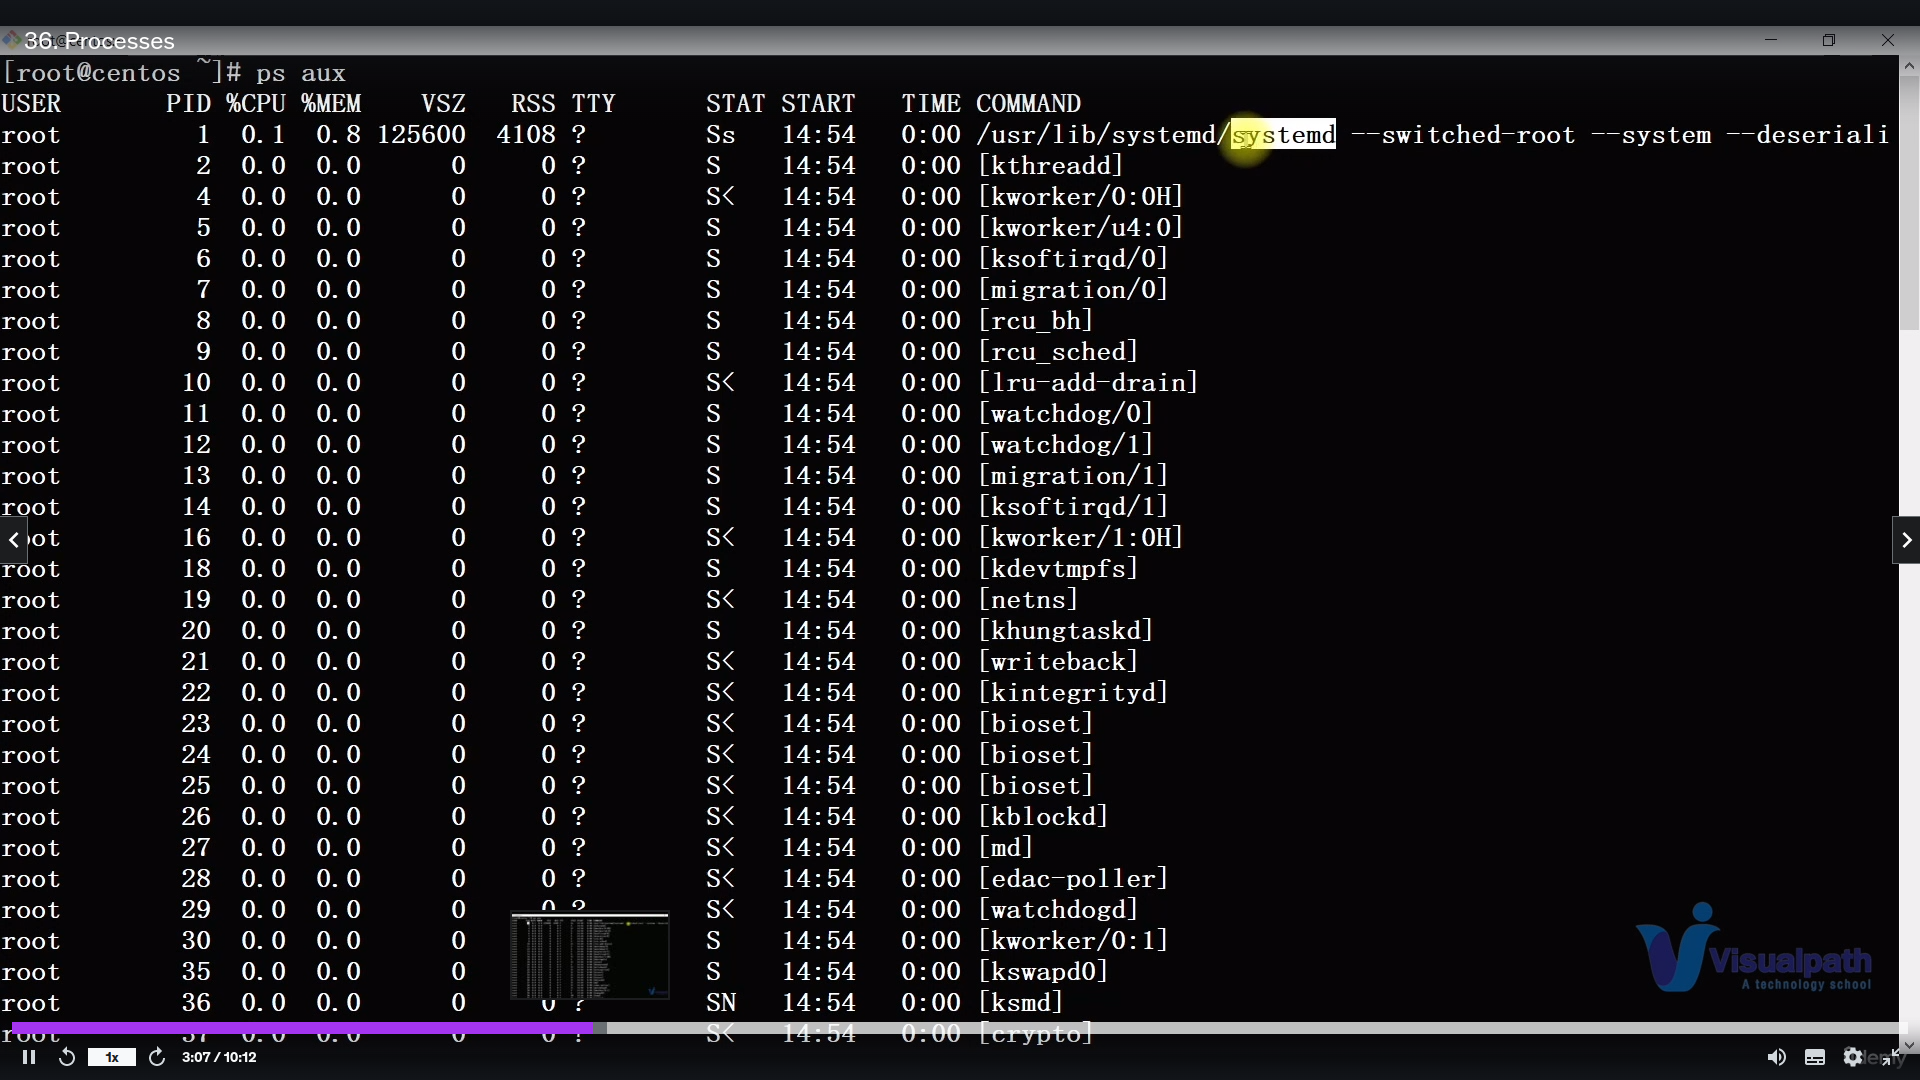 36. Processes
[root@centos ~]# ps aux
USER PID %CPU %MEM VSZ RSS TTY STAT START TIME COMMAND
root 1 0.1 0.8 125600 4108 ? Ss 14:54 0:00 /usr/lib/systemd/systemd --switched-root --system --deseriali
root 2 0.0 0.0 0 0 ? S 14:54 0:00 [kthreadd]
root 4 0.0 0.0 0 0 ? S< 14:54 0:00 [kworker/0:0H]
root 5 0.0 0.0 0 0 ? S 14:54 0:00 [kworker/u4:0]
root 6 0.0 0.0 0 0 ? S 14:54 0:00 [ksoftirqd/0]
root 7 0.0 0.0 0 0 ? S 14:54 0:00 [migration/0]
root 8 0.0 0.0 0 0 ? S 14:54 0:00 [rcu_bh]
root 9 0.0 0.0 0 0 ? S 14:54 0:00 [rcu_sched]
root 10 0.0 0.0 0 0 ? S< 14:54 0:00 [lru-add-drain]
root 11 0.0 0.0 0 0 ? S 14:54 0:00 [watchdog/0]
root 12 0.0 0.0 0 0 ? S 14:54 0:00 [watchdog/1]
root 13 0.0 0.0 0 0 ? S 14:54 0:00 [migration/1]
root 14 0.0 0.0 0 0 ? S 14:54 0:00 [ksoftirqd/1]
oot 16 0.0 0.0 0 0 ? S< 14:54 0:00 [kworker/1:0H]
root 18 0.0 0.0 0 0 ? S 14:54 0:00 [kdevtmpfs]
root 19 0.0 0.0 0 0 ? S< 14:54 0:00 [netns]
root 20 0.0 0.0 0 0 ? S 14:54 0:00 [khungtaskd]
root 21 0.0 0.0 0 0 ? S< 14:54 0:00 [writeback]
root 22 0.0 0.0 0 0 ? S< 14:54 0:00 [kintegrityd]
root 23 0.0 0.0 0 0 ? S< 14:54 0:00 [bioset]
root 24 0.0 0.0 0 0 ? S< 14:54 0:00 [bioset]
root 25 0.0 0.0 0 0 ? S< 14:54 0:00 [bioset]
root 26 0.0 0.0 0 0 ? S< 14:54 0:00 [kblockd]
root 27 0.0 0.0 0 0 ? S< 14:54 0:00 [md]
root 28 0.0 0.0 0 0 ? S< 14:54 0:00 [edac-poller]
root 29 0.0 0.0 0 0 ? S< 14:54 0:00 [watchdogd]
root 30 0.0 0.0 0 S 14:54 0:00 [kworker/0:1]
root 35 0.0 0.0 0 S 14:54 0:00 [kswapd0]
root 36 0.0 0.0 0 0 ? SN 14:54 0:00 [ksmd]
root 37 0.0 0.0 0 0 ? S< 14:54 0:00 [crypto]
Visualpath
A technology school
1x
3:07 / 10:12